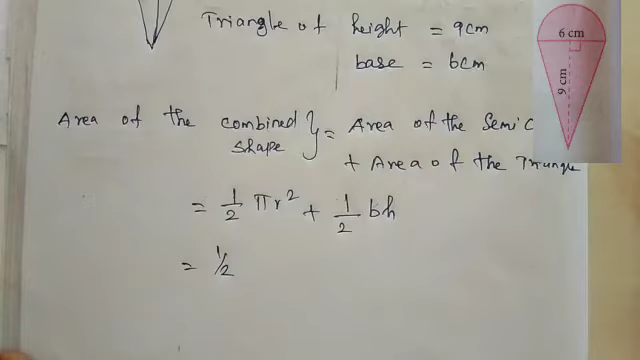 Triangle of height = 9cm
base = 6cm
6 cm
9 cm
Area of the combined shape } = Area of the Semi C
+ Area of the Triangle
= 1/2 πr² + 1/2 bh
= 1/2